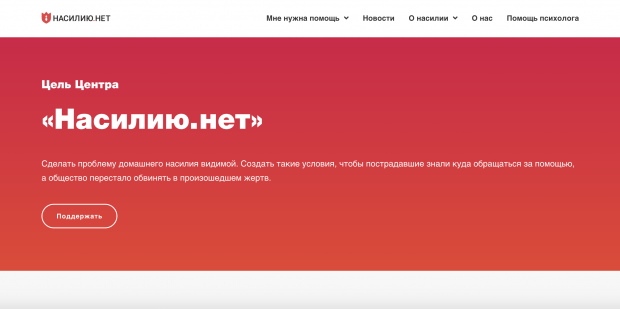 НАСИЛИЮ.НЕТ
Мне нужна помощь Новости О насилии О нас Помощь психолога
Цель Центра
«Насилию.нет»
Сделать проблему домашнего насилия видимой. Создать такие условия, чтобы пострадавшие знали куда обращаться за помощью,
а общество перестало обвинять в произошедшем жертв.
Поддержать